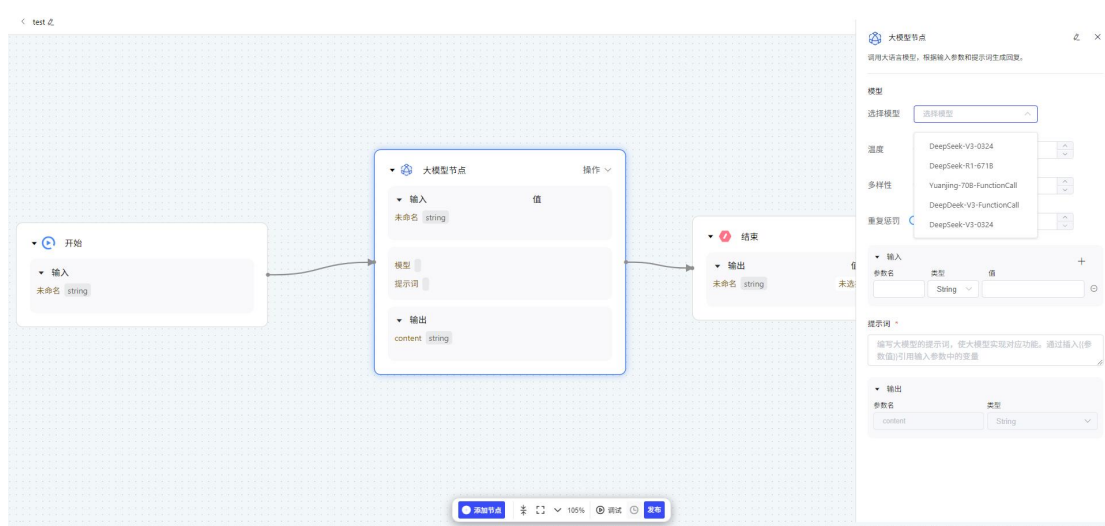 test
开始
输入
未命名 string
大模型节点
操作
输入 值
未命名 string
模型
提示词
输出
content string
结束
输出
未命名 string 未选
添加节点 105% 调试 发布
大模型节点
调用大语言模型，根据输入参数和提示词生成回复。
模型
选择模型 选择模型
温度
多样性
重复惩罚
DeepSeek-V3-0324
DeepSeek-R1-671B
Yuanjing-70B-FunctionCall
DeepDeek-V3-FunctionCall
DeepSeek-V3-0324
输入
参数名 类型 值
String
提示词 *
编写大模型的提示词，使大模型实现对应功能。通过插入{{参
数值}}引用输入参数中的变量
输出
参数名 类型
content String